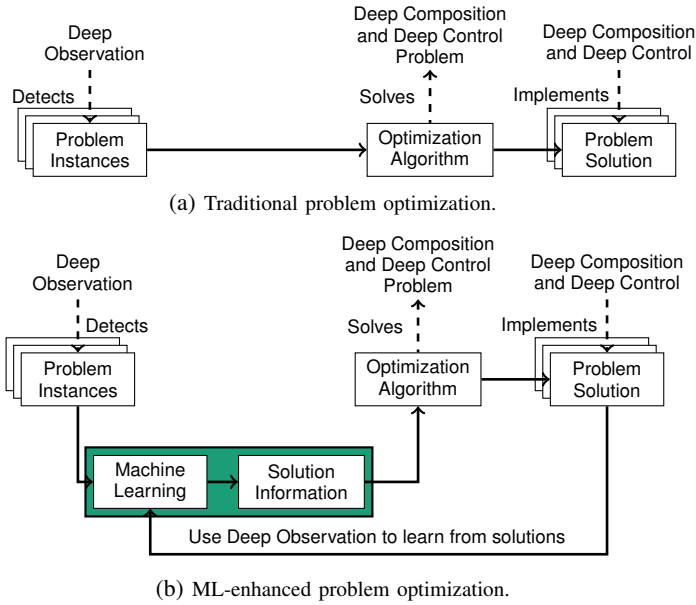 Deep
Observation
Detects
Problem
Instances
Deep Composition
and Deep Control
Problem
Solves
Optimization
Algorithm
Deep Composition
and Deep Control
Implements
Problem
Solution
(a) Traditional problem optimization.
Deep
Observation
Detects
Problem
Instances
Deep Composition
and Deep Control
Problem
Solves
Optimization
Algorithm
Deep Composition
and Deep Control
Implements
Problem
Solution
Machine
Learning
Solution
Information
Use Deep Observation to learn from solutions
(b) ML-enhanced problem optimization.